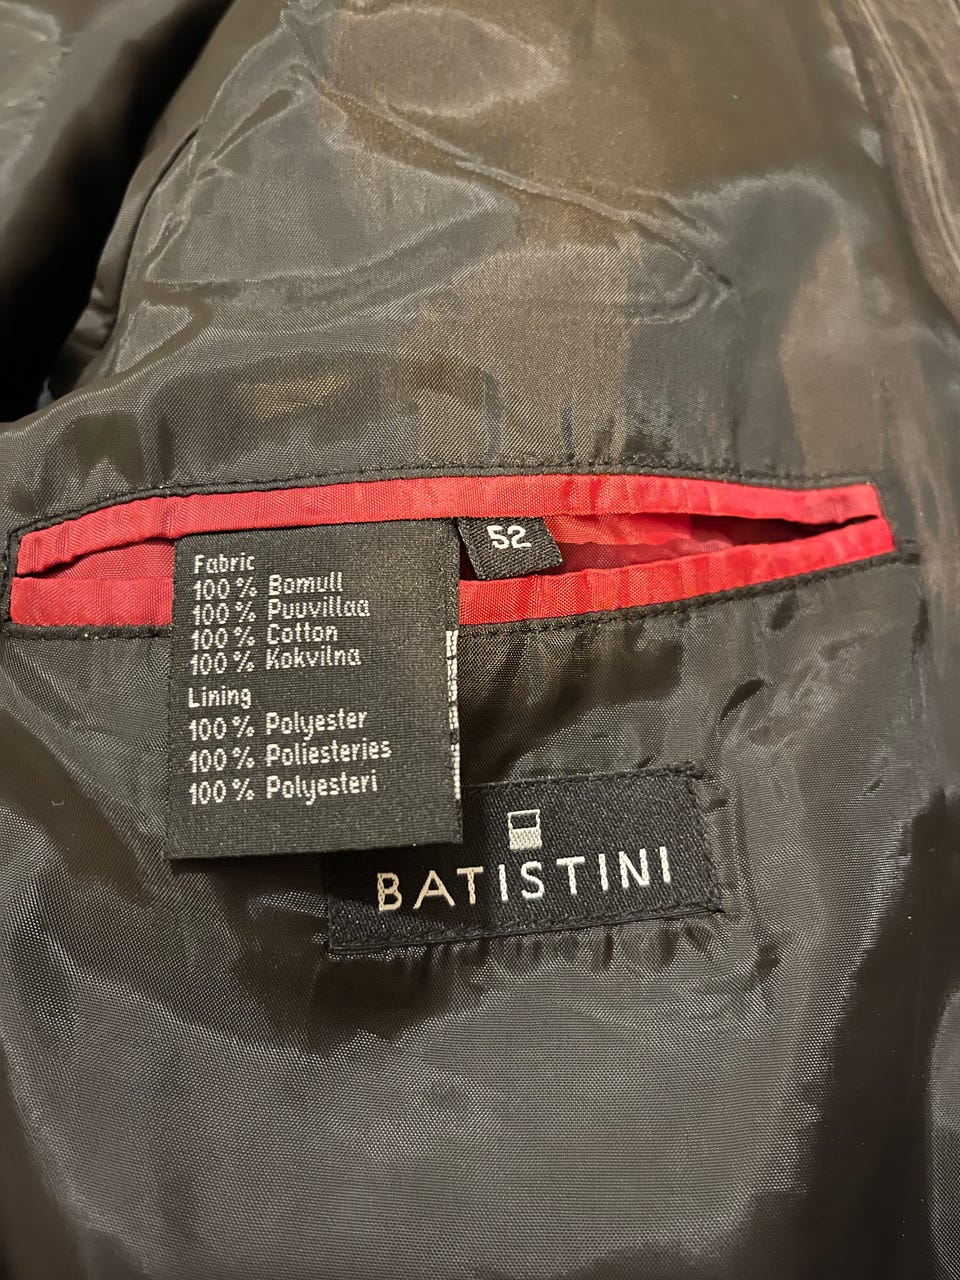 52
Fabric
100 % Bomull
100 % Puuvillaa
100 % Cotton
100 % Kokvilna
Lining
100 % Polyester
100 % Poliesteries
100 % Polyesteri
BATISTINI